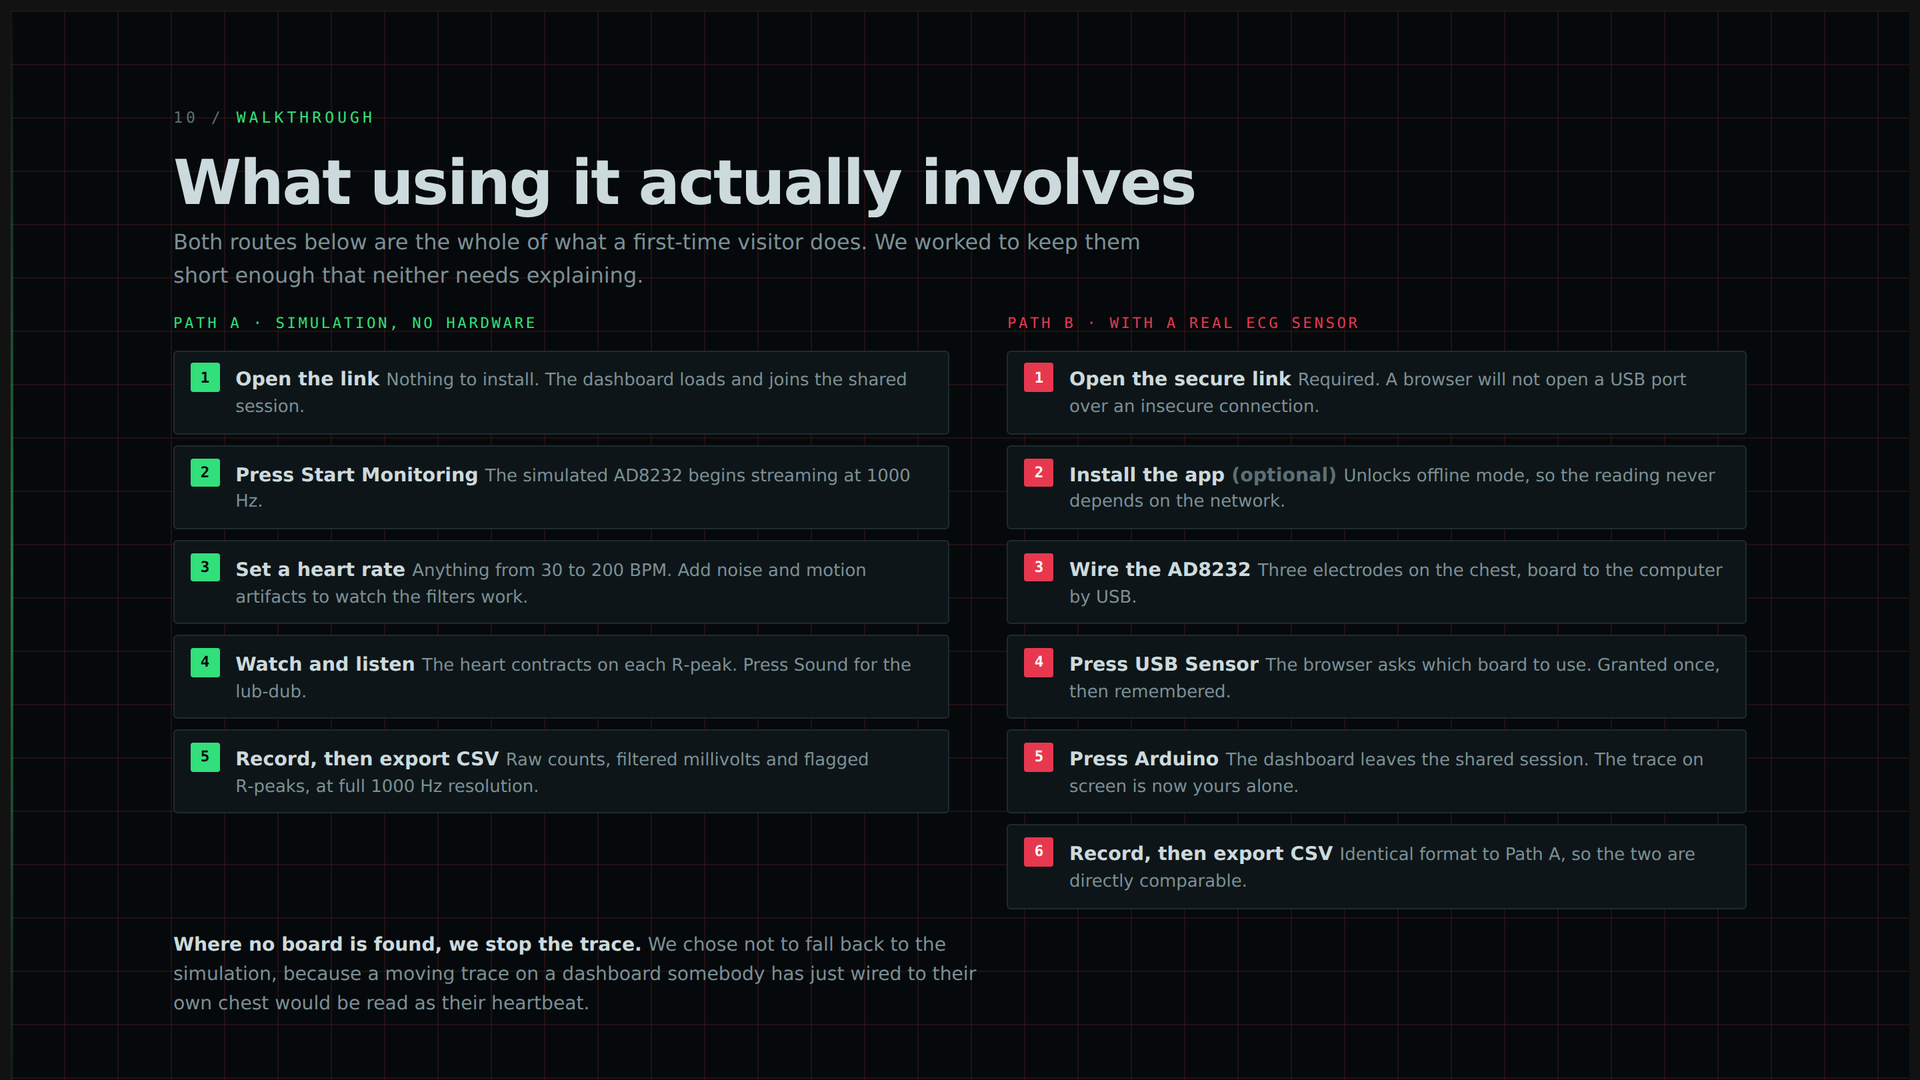 10 / WALKTHROUGH
What using it actually involves
Both routes below are the whole of what a first-time visitor does. We worked to keep them
short enough that neither needs explaining.
PATH A · SIMULATION, NO HARDWARE
1
Open the link Nothing to install. The dashboard loads and joins the shared
session.
2
Press Start Monitoring The simulated AD8232 begins streaming at 1000
Hz.
3
Set a heart rate Anything from 30 to 200 BPM. Add noise and motion
artifacts to watch the filters work.
4
Watch and listen The heart contracts on each R-peak. Press Sound for the
lub-dub.
5
Record, then export CSV Raw counts, filtered millivolts and flagged
R-peaks, at full 1000 Hz resolution.
PATH B · WITH A REAL ECG SENSOR
1
Open the secure link Required. A browser will not open a USB port
over an insecure connection.
2
Install the app (optional) Unlocks offline mode, so the reading never
depends on the network.
3
Wire the AD8232 Three electrodes on the chest, board to the computer
by USB.
4
Press USB Sensor The browser asks which board to use. Granted once,
then remembered.
5
Press Arduino The dashboard leaves the shared session. The trace on
screen is now yours alone.
6
Record, then export CSV Identical format to Path A, so the two are
directly comparable.
Where no board is found, we stop the trace. We chose not to fall back to the
simulation, because a moving trace on a dashboard somebody has just wired to their
own chest would be read as their heartbeat.